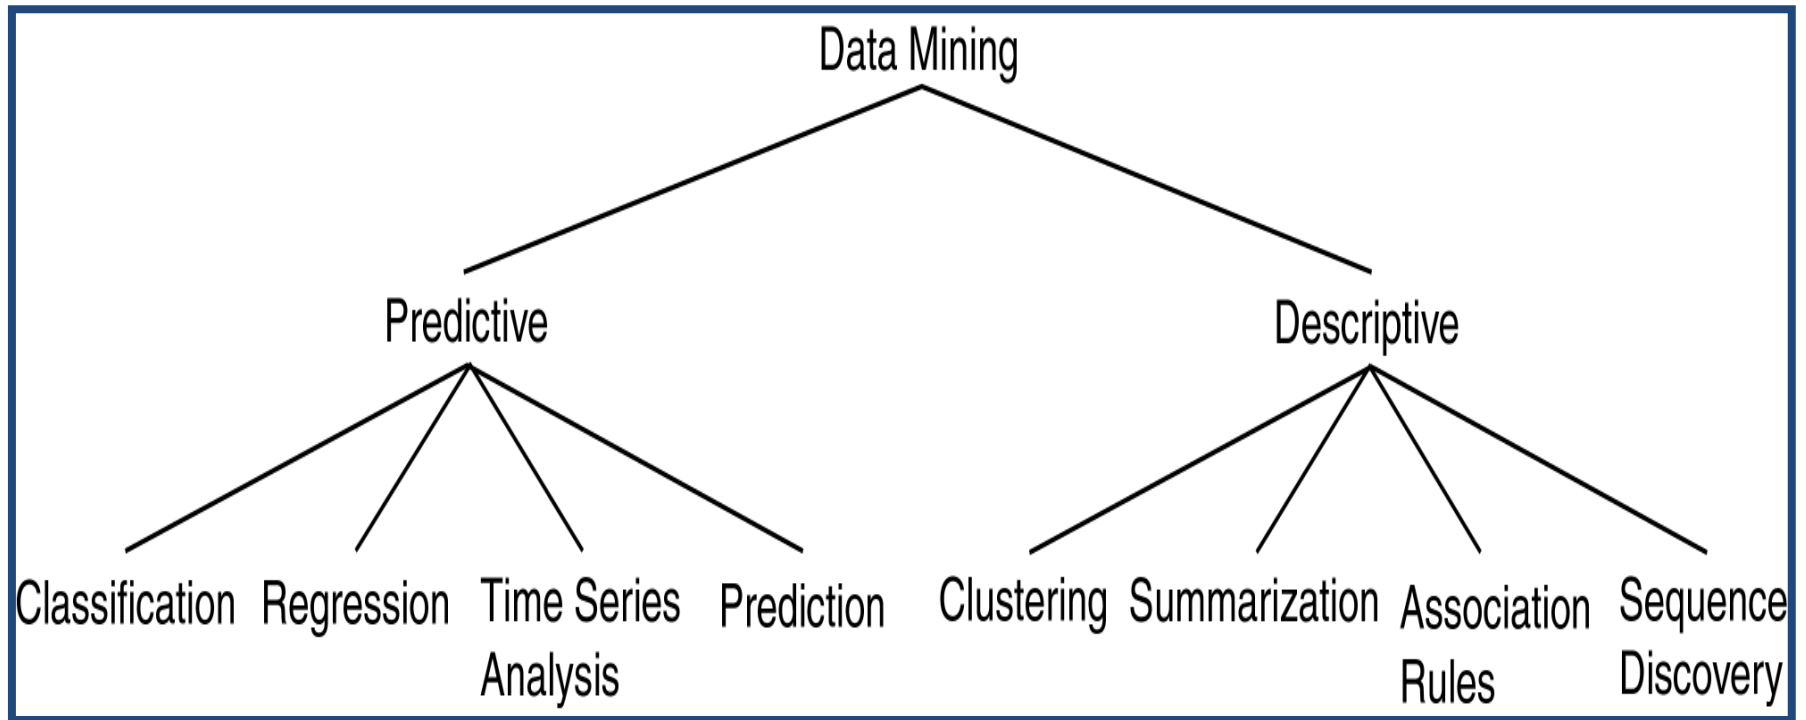 Data Mining
Predictive
Descriptive
Classification
Regression
Time Series
Analysis
Prediction
Clustering
Summarization
Association
Rules
Sequence
Discovery